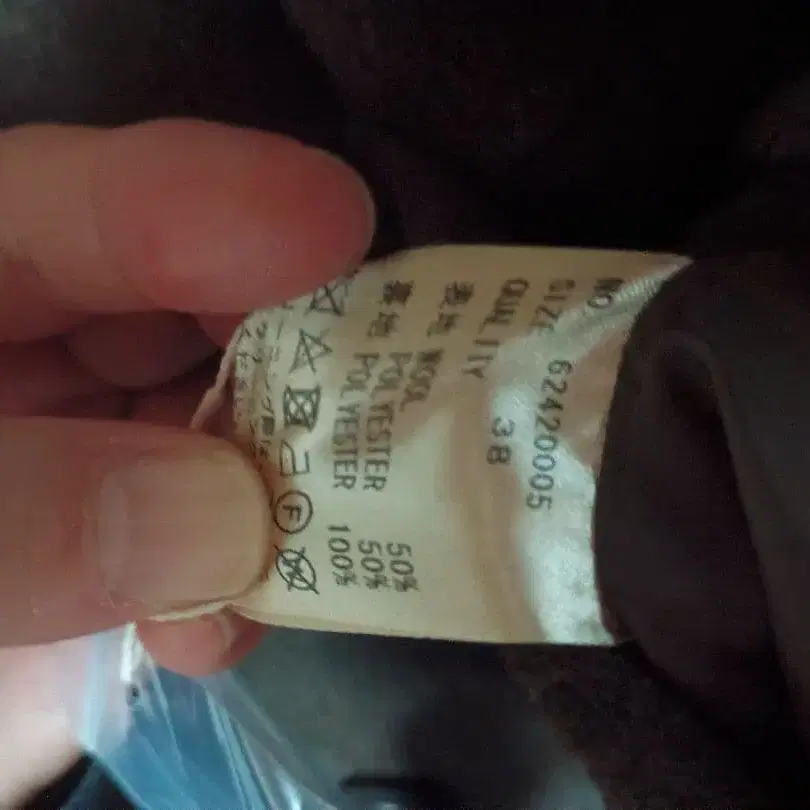 NO. 62420005
SIZE 38
QUALITY
表地 WOOL 50%
POLYESTER 50%
裏地 POLYESTER 100%
F
W